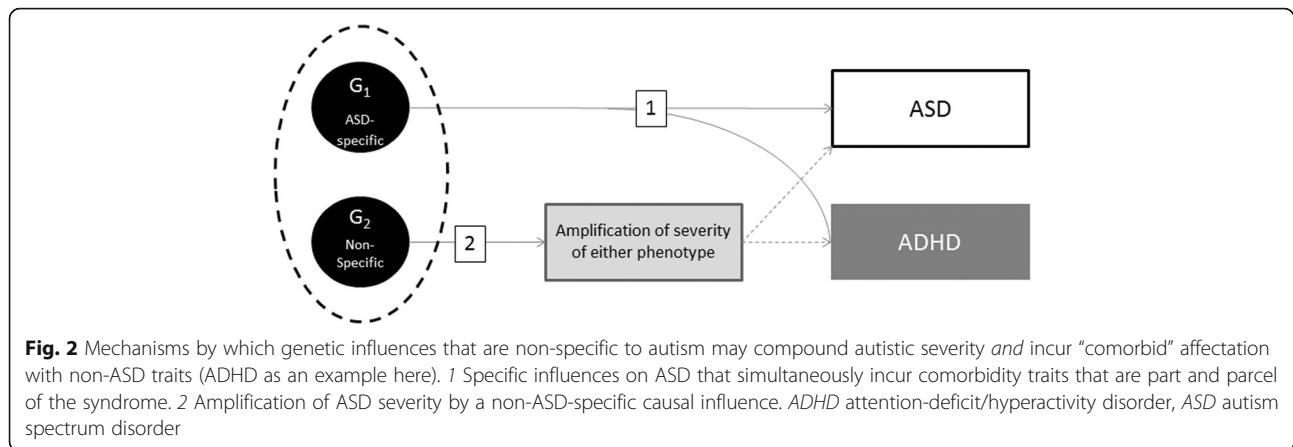 G1
ASD-
specific
1
ASD
G2
Non-
Specific
2
Amplification of severity
of either phenotype
ADHD
Fig. 2 Mechanisms by which genetic influences that are non-specific to autism may compound autistic severity and incur “comorbid” affectation
with non-ASD traits (ADHD as an example here). 1 Specific influences on ASD that simultaneously incur comorbidity traits that are part and parcel
of the syndrome. 2 Amplification of ASD severity by a non-ASD-specific causal influence. ADHD attention-deficit/hyperactivity disorder, ASD autism
spectrum disorder